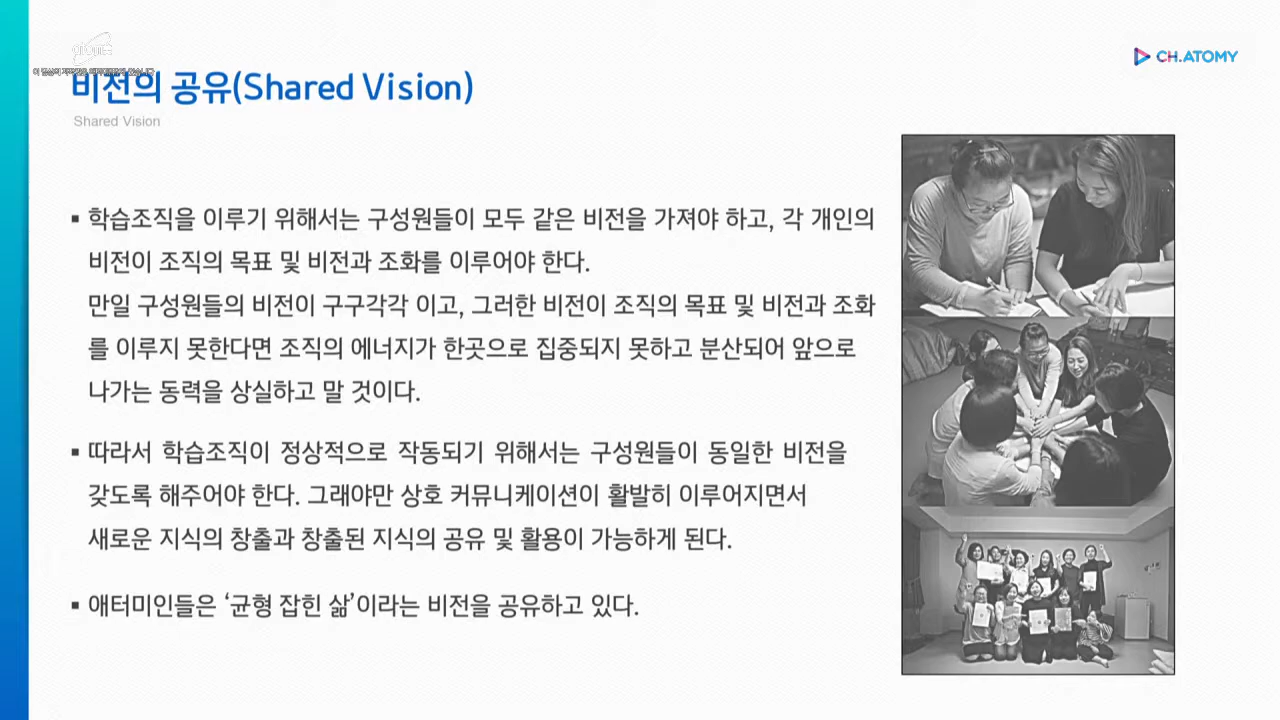 CH.ATOMY
비전의 공유(Shared Vision)
Shared Vision
▪ 학습조직을 이루기 위해서는 구성원들이 모두 같은 비전을 가져야 하고, 각 개인의
비전이 조직의 목표 및 비전과 조화를 이루어야 한다.
만일 구성원들의 비전이 구구각각 이고, 그러한 비전이 조직의 목표 및 비전과 조화
를 이루지 못한다면 조직의 에너지가 한곳으로 집중되지 못하고 분산되어 앞으로
나가는 동력을 상실하고 말 것이다.
▪ 따라서 학습조직이 정상적으로 작동되기 위해서는 구성원들이 동일한 비전을
갖도록 해주어야 한다. 그래야만 상호 커뮤니케이션이 활발히 이루어지면서
새로운 지식의 창출과 창출된 지식의 공유 및 활용이 가능하게 된다.
▪ 애터미인들은 ‘균형 잡힌 삶’이라는 비전을 공유하고 있다.